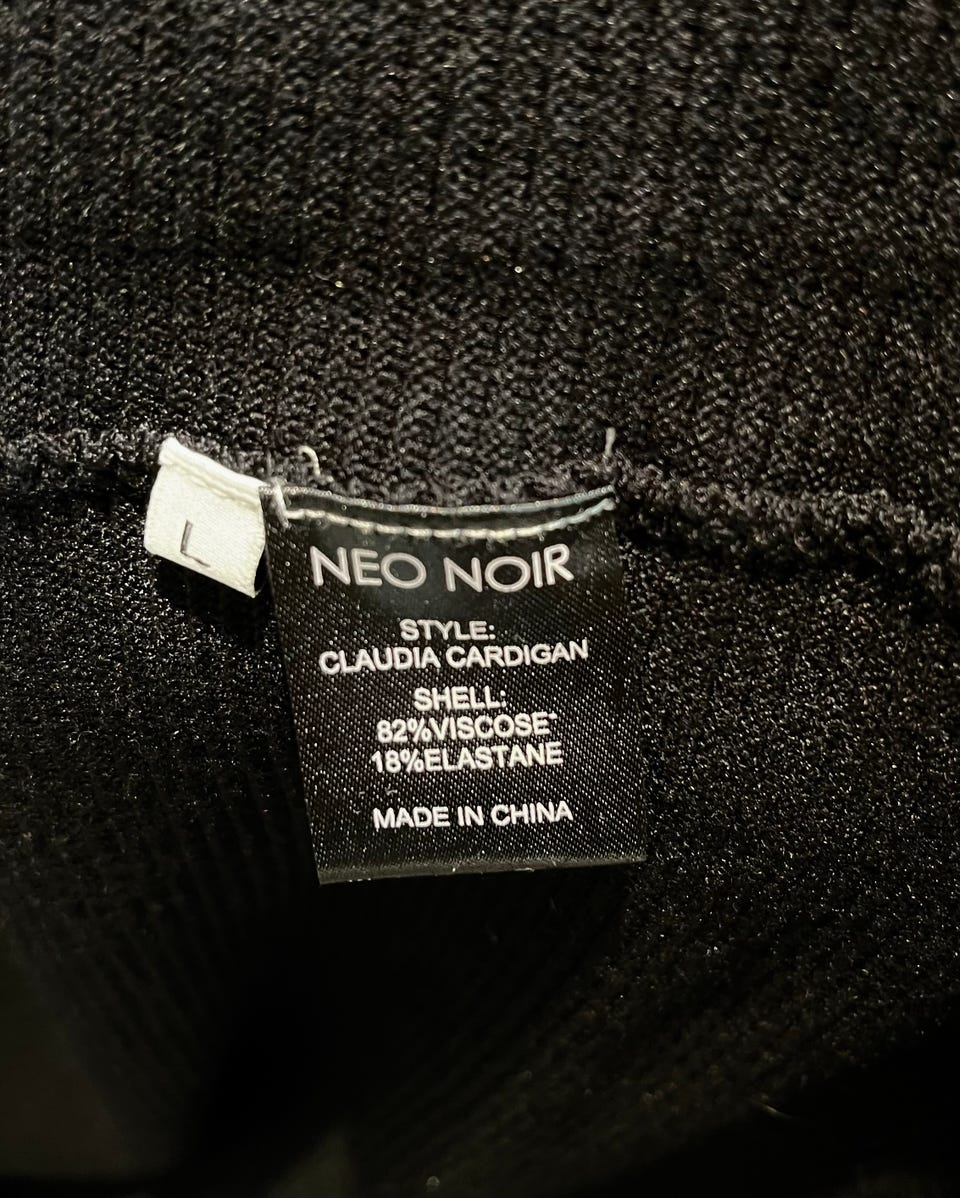 L
NEO NOIR
STYLE:
CLAUDIA CARDIGAN
SHELL:
82%VISCOSE
18%ELASTANE
MADE IN CHINA